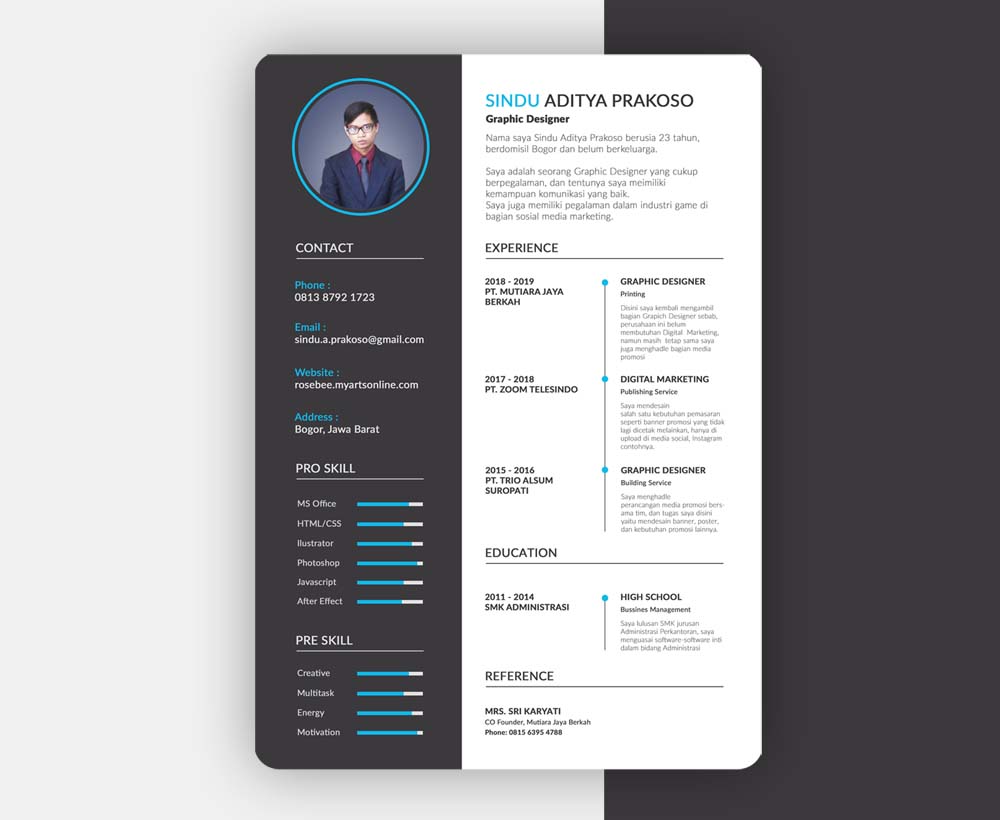 CONTACT
Phone :
0813 8792 1723
Email :
sindu.a.prakoso@gmail.com
Website :
rosebee.myartsonline.com
Address :
Bogor, Jawa Barat
PRO SKILL
MS Office
HTML/CSS
Ilustrator
Photoshop
Javascript
After Effect
PRE SKILL
Creative
Multitask
Energy
Motivation
SINDU ADITYA PRAKOSO
Graphic Designer
Nama saya Sindu Aditya Prakoso berusia 23 tahun,
berdomisil Bogor dan belum berkeluarga.
Saya adalah seorang Graphic Designer yang cukup
berpegalaman, dan tentunya saya meimiliki
kemampuan komunikasi yang baik.
Saya juga memiliki pegalaman dalam industri game di
bagian sosial media marketing.
EXPERIENCE
2018 - 2019
PT. MUTIARA JAYA
BERKAH
GRAPHIC DESIGNER
Printing
Disini saya kembali mengambil
bagian Grapich Designer sebab,
perusahaan ini belum
membutuhan Digital Marketing,
namun masih tetap sama saya
juga menghadle bagian media
promosi
2017 - 2018
PT. ZOOM TELESINDO
DIGITAL MARKETING
Publishing Service
Saya mendesain
salah satu kebutuhan pemasaran
seperti banner promosi yang tidak
lagi dicetak melainkan, hanya di
upload di media social, Instagram
contohnya.
2015 - 2016
PT. TRIO ALSUM
SUROPATI
GRAPHIC DESIGNER
Building Service
Saya menghadle
perancangan media promosi bers-
ama tim, dan tugas saya disini
yaitu mendesain banner, poster,
dan kebutuhan promosi lainnya.
EDUCATION
2011 - 2014
SMK ADMINISTRASI
HIGH SCHOOL
Bussines Management
Saya lulusan SMK jurusan
Administrasi Perkantoran, saya
menguasai software-software inti
dalam bidang Administrasi
REFERENCE
MRS. SRI KARYATI
CO Founder, Mutiara Jaya Berkah
Phone: 0815 6395 4788